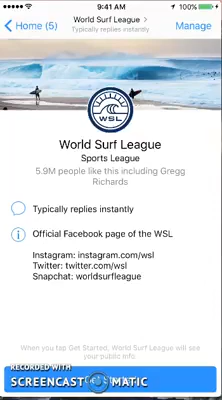 9:41 AM
100%
Home (5)
World Surf League
Typically replies instantly
Manage
WSL
World Surf League
Sports League
5.9M people like this including Gregg
Richards
Typically replies instantly
Official Facebook page of the WSL
Instagram: instagram.com/wsl
Twitter: twitter.com/wsl
Snapchat: worldsurfleague
When you tap Get Started, World Surf League will see
your public info.
RECORDED WITH
SCREENCAST MATIC